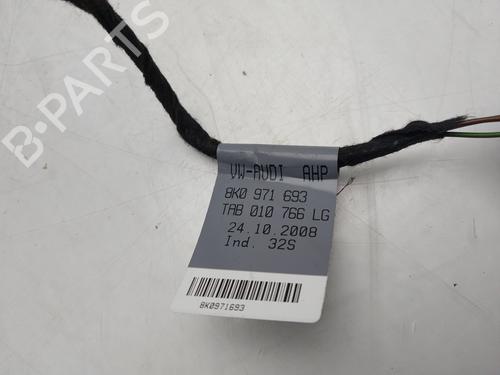 B-PARTS
VW-AUDI AHP
8K0 971 693
TAB 010 766 LG
24.10.2008
Ind. 32S
8K0971693